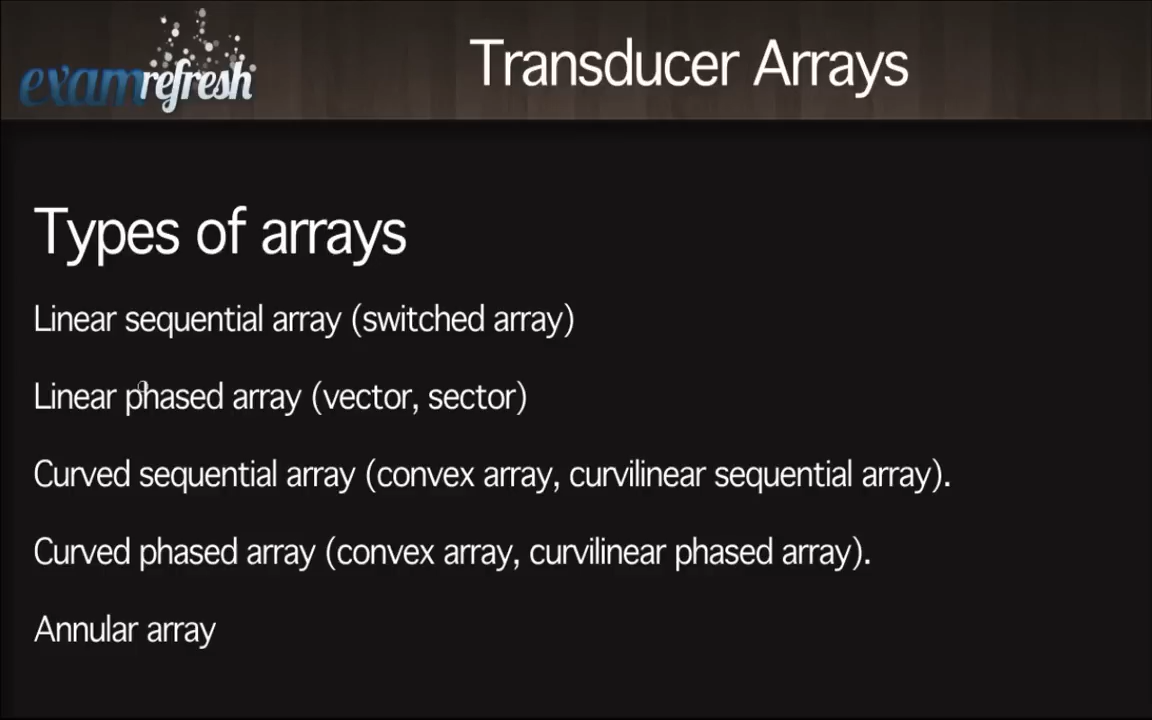 examrefresh
Transducer Arrays
Types of arrays
Linear sequential array (switched array)
Linear phased array (vector, sector)
Curved sequential array (convex array, curvilinear sequential array).
Curved phased array (convex array, curvilinear phased array).
Annular array